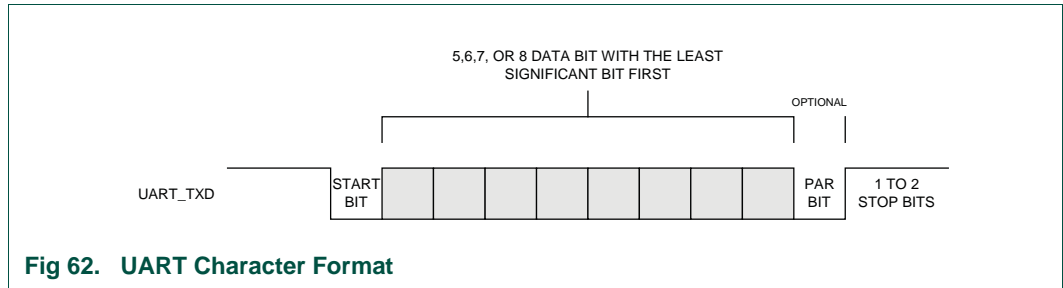 5,6,7, OR 8 DATA BIT WITH THE LEAST
SIGNIFICANT BIT FIRST
OPTIONAL
UART_TXD
START
BIT
PAR
BIT
1 TO 2
STOP BITS
Fig 62. UART Character Format